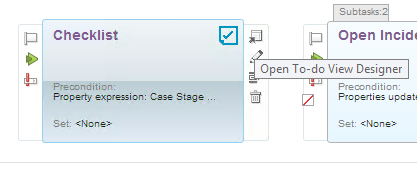 Subtasks:2
Checklist
Open Incide
Open To-do View Designer
Precondition:
Property expression: Case Stage ...
Set: <None>
Precondition:
Properties update
Set: <None>